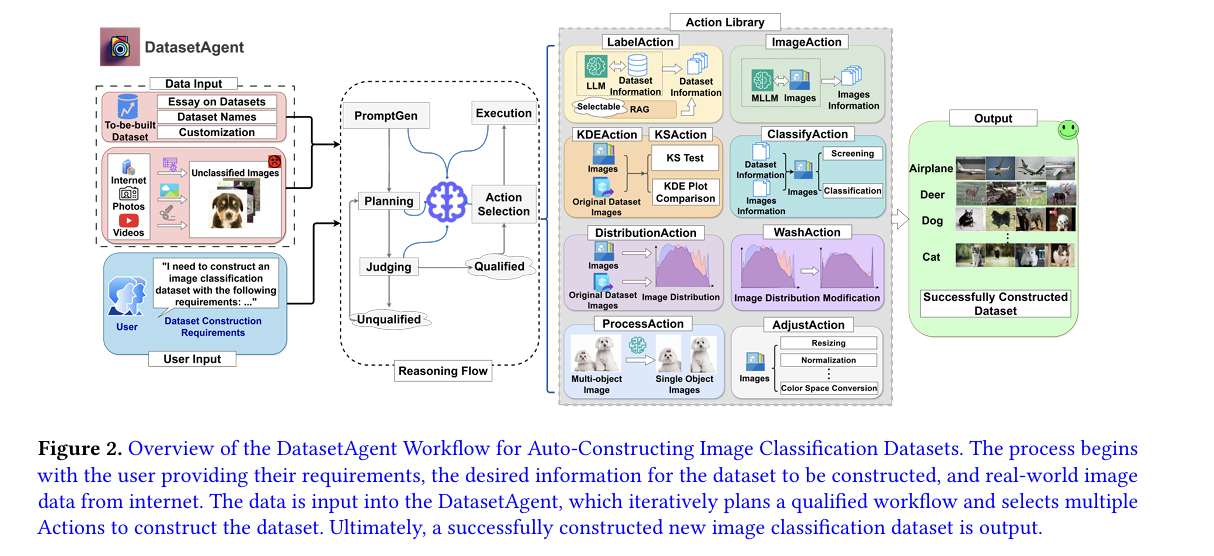 DatasetAgent
Data Input
To-be-built
Dataset
Essay on Datasets
Dataset Names
Customization
Internet
Photos
Videos
Unclassified Images
User
"I need to construct an
image classification
dataset with the following
requirements: ..."
Dataset Construction
Requirements
User Input
PromptGen
Execution
Planning
Action
Selection
Judging
Qualified
Unqualified
Reasoning Flow
Action Library
LabelAction
LLM
Dataset
Information
Dataset
Information
Selectable
RAG
ImageAction
MLLM
Images
Images
Information
KDEAction
KSAction
Images
Original Dataset
Images
KS Test
KDE Plot
Comparison
ClassifyAction
Dataset
Information
Images
Information
Images
Screening
Classification
DistributionAction
Images
Original Dataset
Images
Image Distribution
WashAction
Image Distribution
Modification
ProcessAction
Multi-object
Image
Single Object
Images
AdjustAction
Images
Resizing
Normalization
Color Space Conversion
Output
Airplane
Deer
Dog
Cat
Successfully Constructed
Dataset
Figure 2. Overview of the DatasetAgent Workflow for Auto-Constructing Image Classification Datasets. The process begins
with the user providing their requirements, the desired information for the dataset to be constructed, and real-world image
data from internet. The data is input into the DatasetAgent, which iteratively plans a qualified workflow and selects multiple
Actions to construct the dataset. Ultimately, a successfully constructed new image classification dataset is output.